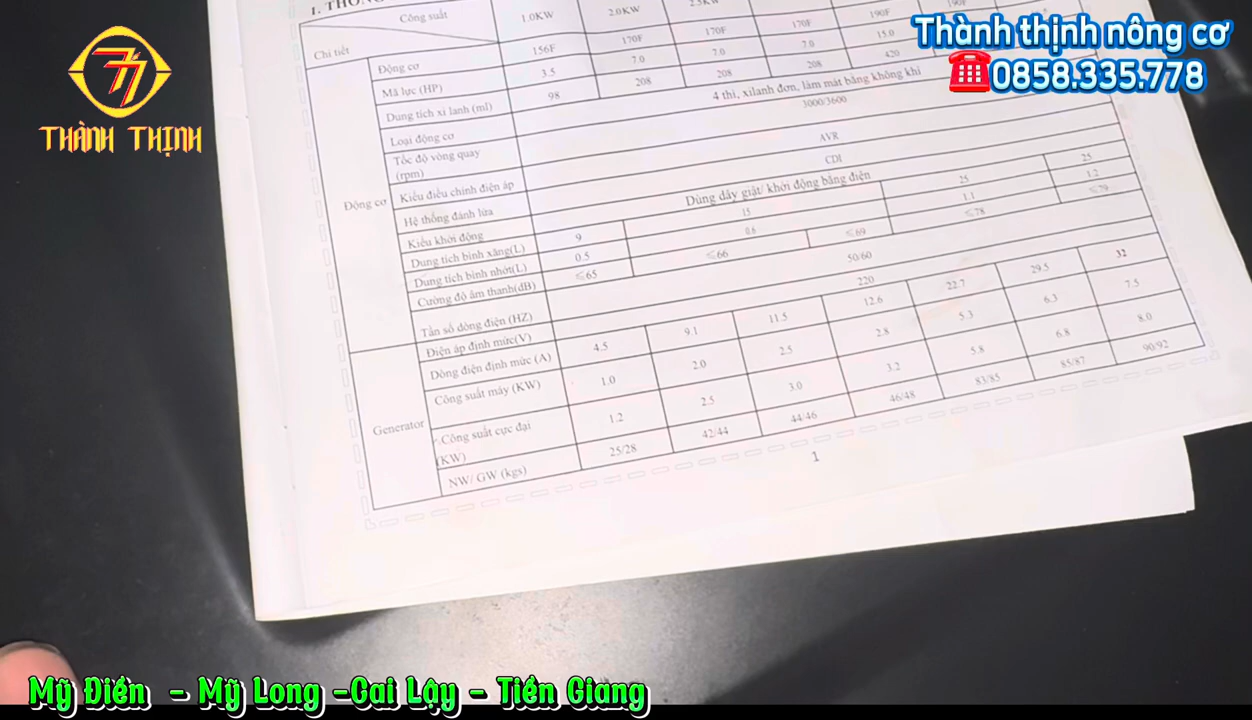 THÀNH THỊNH
Thành thịnh nông cơ
☎0858.335.778
Công suất 1.0KW 2.0KW
Chi tiết
Động cơ
Động cơ 156F 170F 170F 170F 190F
Mã lực (HP) 3.5 7.0 7.0 7.0 15.0
Dung tích xi lanh (ml) 98 208 208 208 420
Loại động cơ 4 thì, xilanh đơn, làm mát bằng không khí
Tốc độ vòng quay (rpm) 3000/3600
Kiểu điều chỉnh điện áp AVR
Hệ thống đánh lửa CDI
Kiểu khởi động Dùng dây giật/ khởi động bằng điện
Dung tích bình xăng(L) 9 15 25 25
Dung tích bình nhớt(L) 0.5 0.6 1.1 1.2
Cường độ âm thanh(dB) ≤65 ≤66 ≤69 ≤78 ≤79
Generator
Tần số dòng điện (HZ) 50/60
Điện áp định mức(V) 220
Dòng điện định mức (A) 4.5 9.1 11.5 12.6 22.7 29.5 32
Công suất máy (KW) 1.0 2.0 2.5 2.8 5.3 6.3 7.5
Công suất cực đại (KW) 1.2 2.5 3.0 3.2 5.8 6.8 8.0
NW/ GW (kgs) 25/28 42/44 44/46 46/48 83/85 85/87 90/92
1
Mỹ Điền - Mỹ Long -Cai Lậy - Tiền Giang